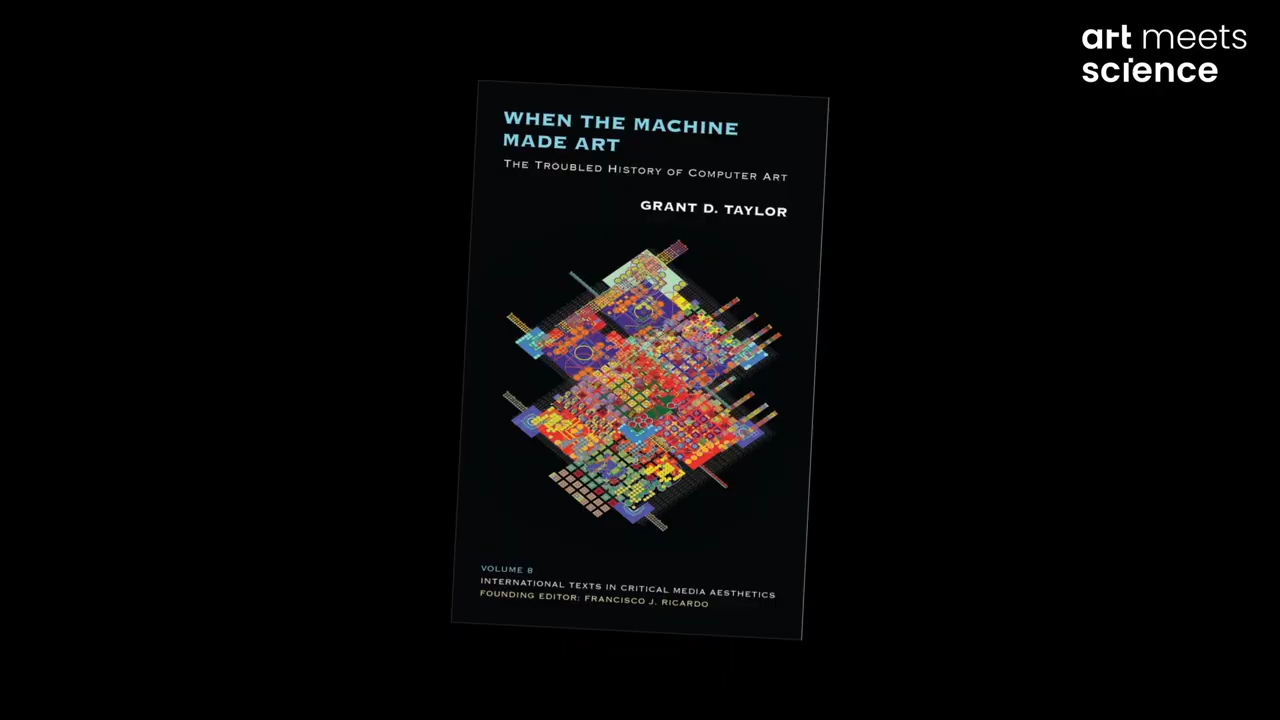 art meets
science
WHEN THE MACHINE
MADE ART
THE TROUBLED HISTORY OF COMPUTER ART
GRANT D. TAYLOR
VOLUME 8
INTERNATIONAL TEXTS IN CRITICAL MEDIA AESTHETICS
FOUNDING EDITOR: FRANCISCO J. RICARDO